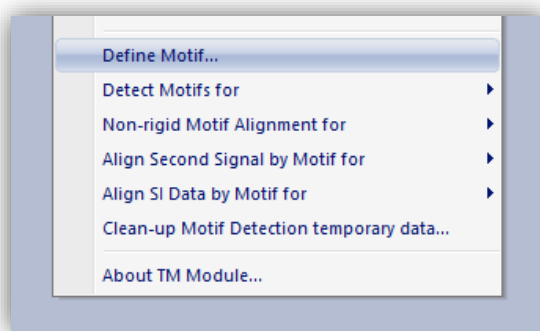 Define Motif...
Detect Motifs for
Non-rigid Motif Alignment for
Align Second Signal by Motif for
Align SI Data by Motif for
Clean-up Motif Detection temporary data...
About TM Module...